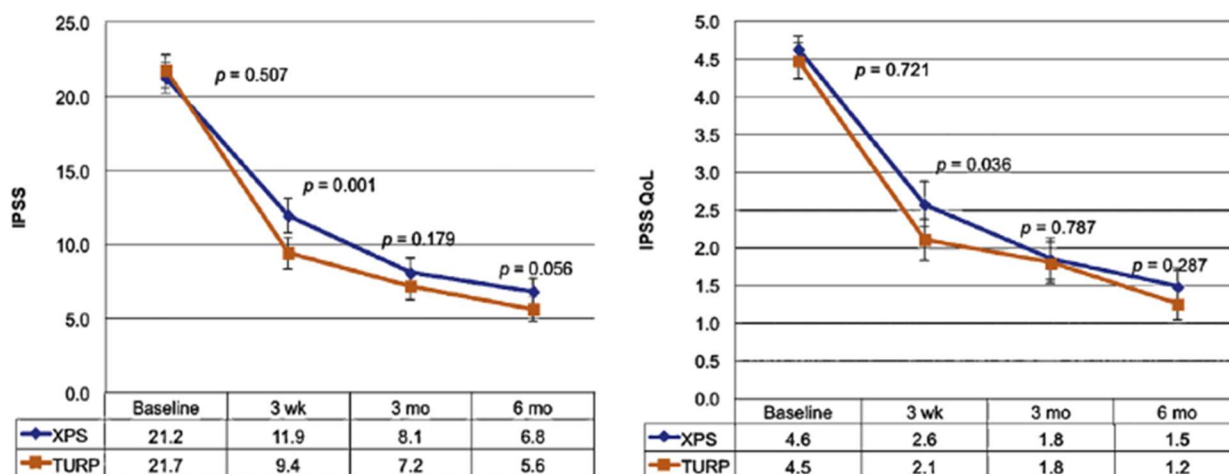 25.0
20.0
15.0
10.0
5.0
0.0
IPSS
p = 0.507
p = 0.001
p = 0.179
p = 0.056
Baseline 3 wk 3 mo 6 mo
XPS 21.2 11.9 8.1 6.8
TURP 21.7 9.4 7.2 5.6
5.0
4.5
4.0
3.5
3.0
2.5
2.0
1.5
1.0
0.5
0.0
IPSS QoL
p = 0.721
p = 0.036
p = 0.787
p = 0.287
Baseline 3 wk 3 mo 6 mo
XPS 4.6 2.6 1.8 1.5
TURP 4.5 2.1 1.8 1.2